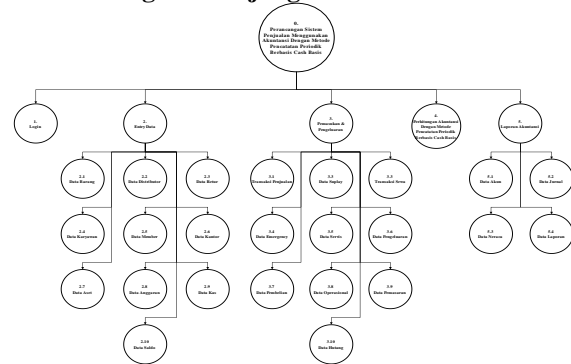 0.
Perancangan Sistem
Penjualan Menggunakan
Akuntansi Dengan Metode
Pencatatan Periodik
Berbasis Cash Basis
1.
Login
2.
Entry Data
3.
Pemasukan &
Pengeluaran
4.
Perhitungan Akuntansi
Dengan Metode
Pencatatan Periodik
Berbasis Cash Basis
5.
Laporan Akuntansi
2.1
Data Barang
2.2
Data Distributor
2.3
Data Retur
3.1
Transaksi Penjualan
3.2
Data Suplay
3.3
Transaksi Sewa
5.1
Data Akun
5.2
Data Jurnal
2.4
Data Karyawan
2.5
Data Member
2.6
Data Kantor
3.4
Data Emergency
3.5
Data Servis
3.6
Data Pengeluaran
5.3
Data Neraca
5.4
Data Laporan
2.7
Data Aset
2.8
Data Anggaran
2.9
Data Kas
3.7
Data Pembelian
3.8
Data Operasional
3.9
Data Pemasaran
2.10
Data Saldo
3.10
Data Hutang